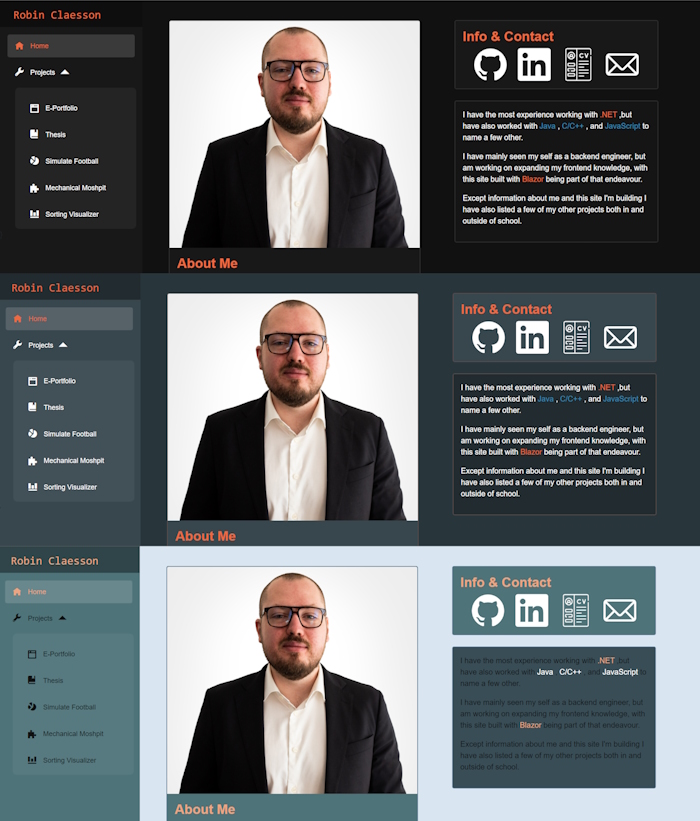 Robin Claesson
Home
Projects
E-Portfolio
Thesis
Simulate Football
Mechanical Moshpit
Sorting Visualizer
About Me
Info & Contact
in
CV
I have the most experience working with .NET ,but
have also worked with Java , C/C++ , and JavaScript to
name a few other.
I have mainly seen my self as a backend engineer, but
am working on expanding my frontend knowledge, with
this site built with Blazor being part of that endeavour.
Except information about me and this site I'm building I
have also listed a few of my other projects both in and
outside of school.
Robin Claesson
Home
Projects
E-Portfolio
Thesis
Simulate Football
Mechanical Moshpit
Sorting Visualizer
About Me
Info & Contact
in
CV
I have the most experience working with .NET ,but
have also worked with Java , C/C++ , and JavaScript to
name a few other.
I have mainly seen my self as a backend engineer, but
am working on expanding my frontend knowledge, with
this site built with Blazor being part of that endeavour.
Except information about me and this site I'm building I
have also listed a few of my other projects both in and
outside of school.
Robin Claesson
Home
Projects
E-Portfolio
Thesis
Simulate Football
Mechanical Moshpit
Sorting Visualizer
About Me
Info & Contact
in
CV
I have the most experience working with .NET ,but
have also worked with Java , C/C++ , and JavaScript to
name a few other.
I have mainly seen my self as a backend engineer, but
am working on expanding my frontend knowledge, with
this site built with Blazor being part of that endeavour.
Except information about me and this site I'm building I
have also listed a few of my other projects both in and
outside of school.